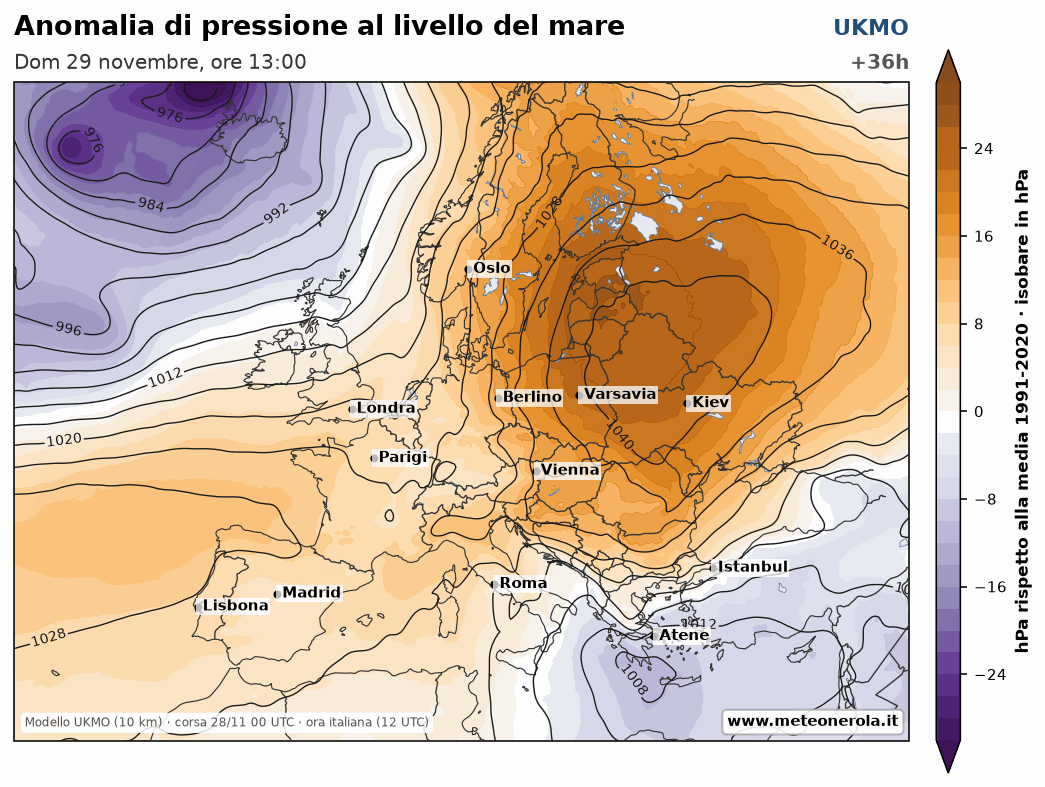 Anomalia di pressione al livello del mare
UKMO
Dom 29 novembre, ore 13:00
+36h
976
976
984
992
996
1012
1020
1028
1028
1036
1040
1012
1008
Oslo
Berlino
Varsavia
Kiev
Londra
Parigi
Vienna
Istanbul
Roma
Madrid
Lisbona
Atene
24
16
8
0
−8
−16
−24
hPa rispetto alla media 1991-2020 · isobare in hPa
Modello UKMO (10 km) · corsa 28/11 00 UTC · ora italiana (12 UTC)
www.meteonerola.it